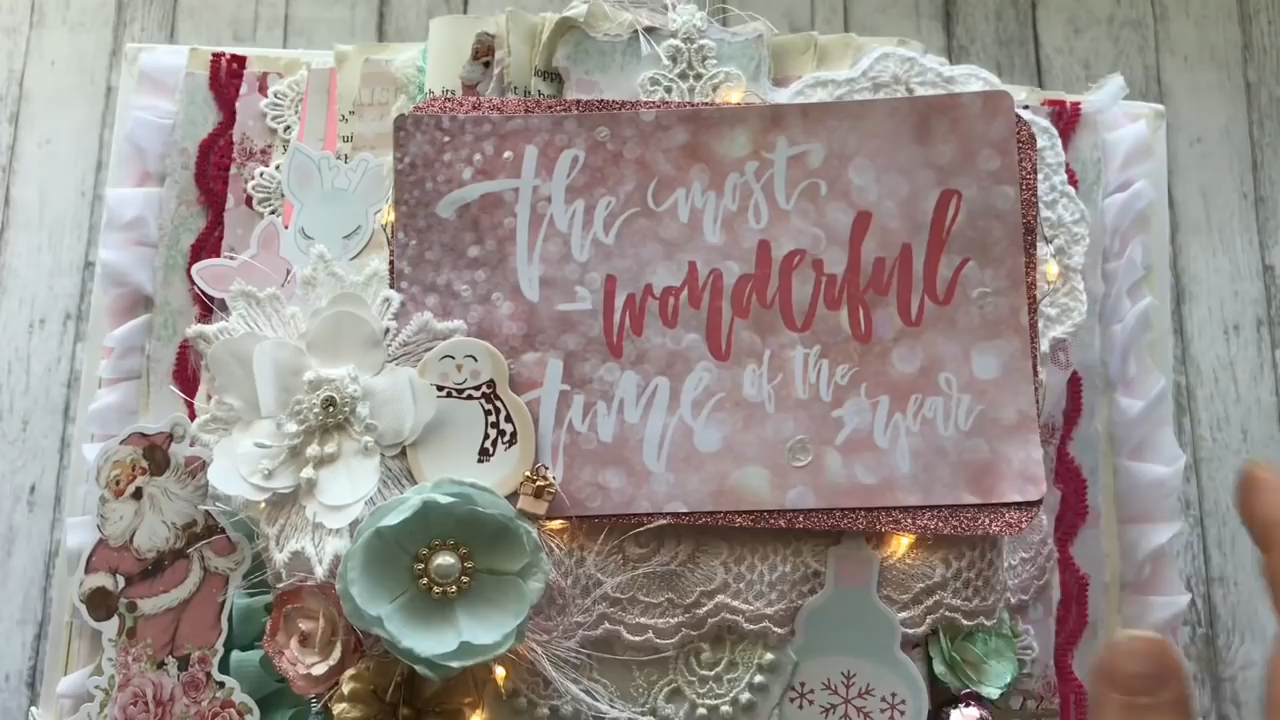 the most
wonderful
time of the
year